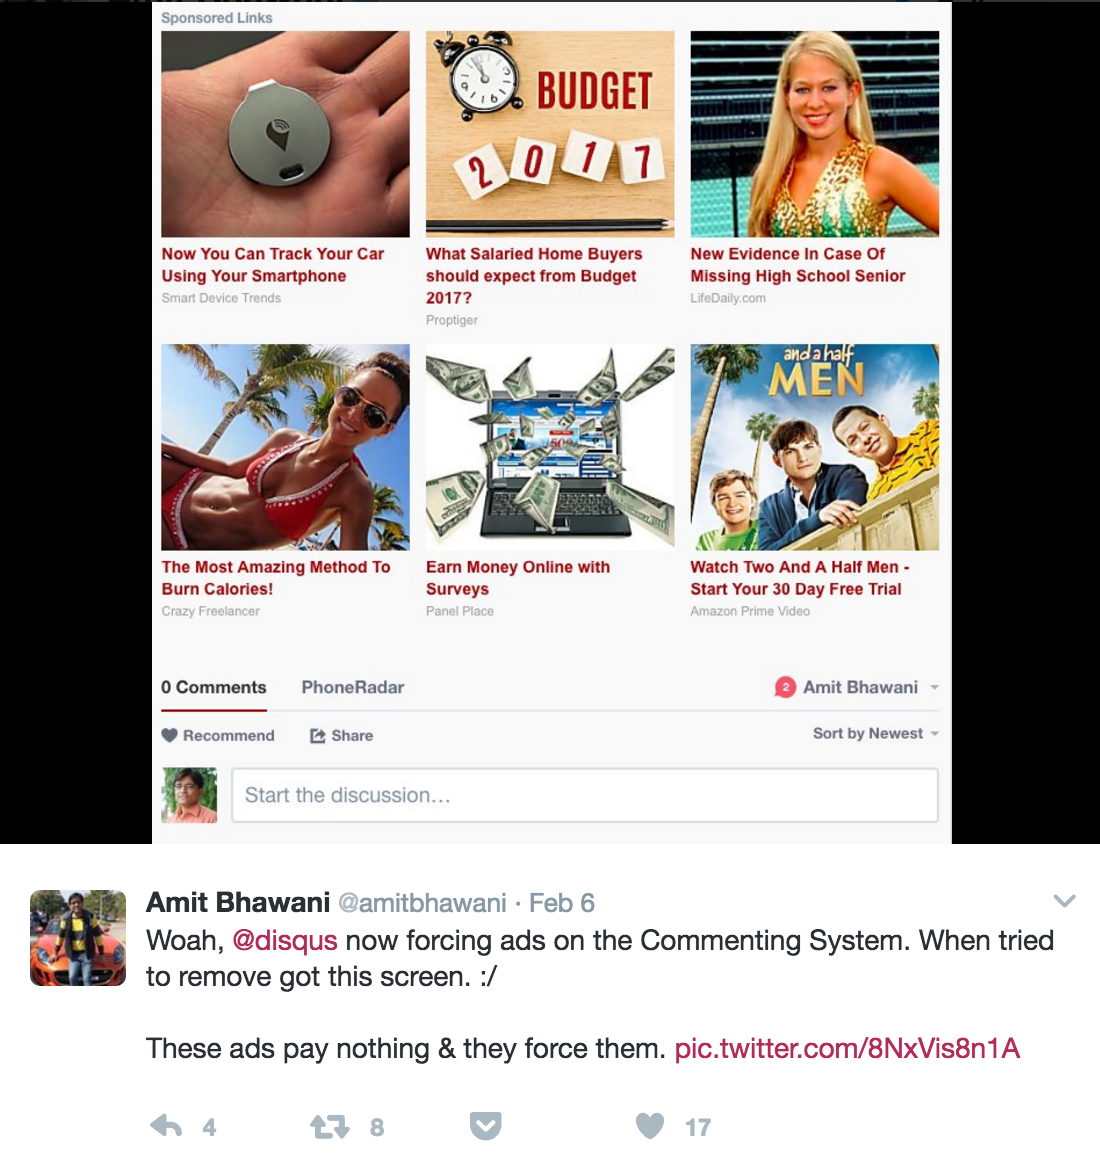 Sponsored Links
BUDGET
2 0 1 7
Now You Can Track Your Car
Using Your Smartphone
Smart Device Trends
What Salaried Home Buyers
should expect from Budget
2017?
Proptiger
New Evidence In Case Of
Missing High School Senior
LifeDaily.com
and a half
MEN
The Most Amazing Method To
Burn Calories!
Crazy Freelancer
Earn Money Online with
Surveys
Panel Place
Watch Two And A Half Men -
Start Your 30 Day Free Trial
Amazon Prime Video
0 Comments PhoneRadar 2 Amit Bhawani
Recommend Share Sort by Newest
Start the discussion...
Amit Bhawani @amitbhawani · Feb 6
Woah, @disqus now forcing ads on the Commenting System. When tried
to remove got this screen. :/
These ads pay nothing & they force them. pic.twitter.com/8NxVis8n1A
4 8 17